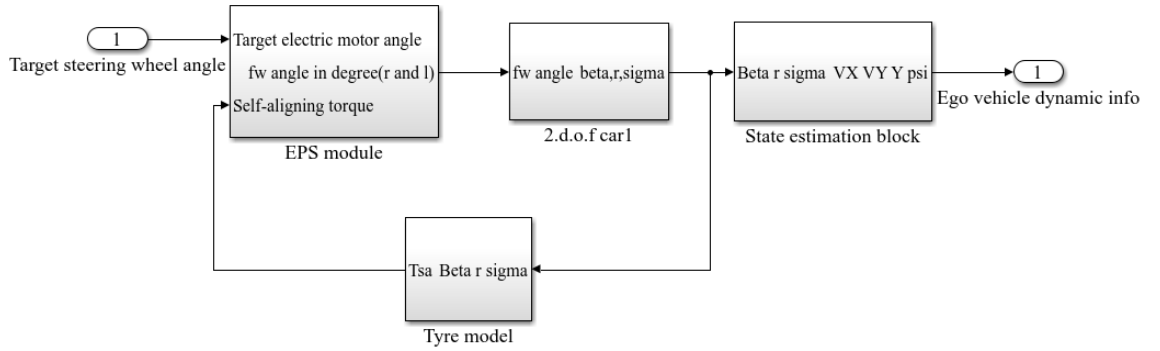 1
Target steering wheel angle
Target electric motor angle
fw angle in degree(r and l)
Self-aligning torque
EPS module
fw angle beta,r,sigma
2.d.o.f car1
Beta r sigma VX VY Y psi
State estimation block
1
Ego vehicle dynamic info
Tsa Beta r sigma
Tyre model